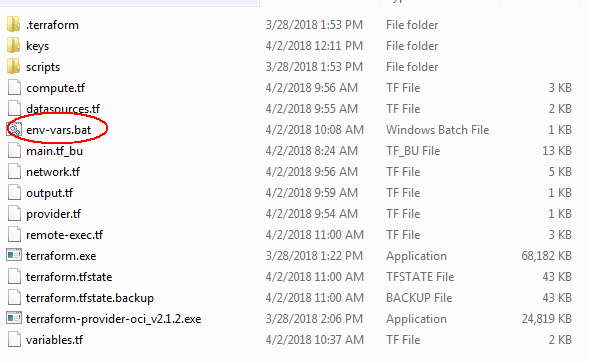 .terraform 3/28/2018 1:53 PM File folder
keys 4/2/2018 12:11 PM File folder
scripts 3/28/2018 1:53 PM File folder
compute.tf 4/2/2018 9:56 AM TF File 3 KB
datasources.tf 4/2/2018 9:55 AM TF File 2 KB
env-vars.bat 4/2/2018 10:08 AM Windows Batch File 1 KB
main.tf_bu 4/2/2018 8:24 AM TF_BU File 13 KB
network.tf 4/2/2018 9:56 AM TF File 5 KB
output.tf 4/2/2018 9:59 AM TF File 1 KB
provider.tf 4/2/2018 9:54 AM TF File 1 KB
remote-exec.tf 4/2/2018 11:00 AM TF File 3 KB
terraform.exe 3/28/2018 1:22 PM Application 68,182 KB
terraform.tfstate 4/2/2018 11:00 AM TFSTATE File 43 KB
terraform.tfstate.backup 4/2/2018 11:00 AM BACKUP File 43 KB
terraform-provider-oci_v2.1.2.exe 3/28/2018 2:06 PM Application 24,819 KB
variables.tf 4/2/2018 10:37 AM TF File 2 KB